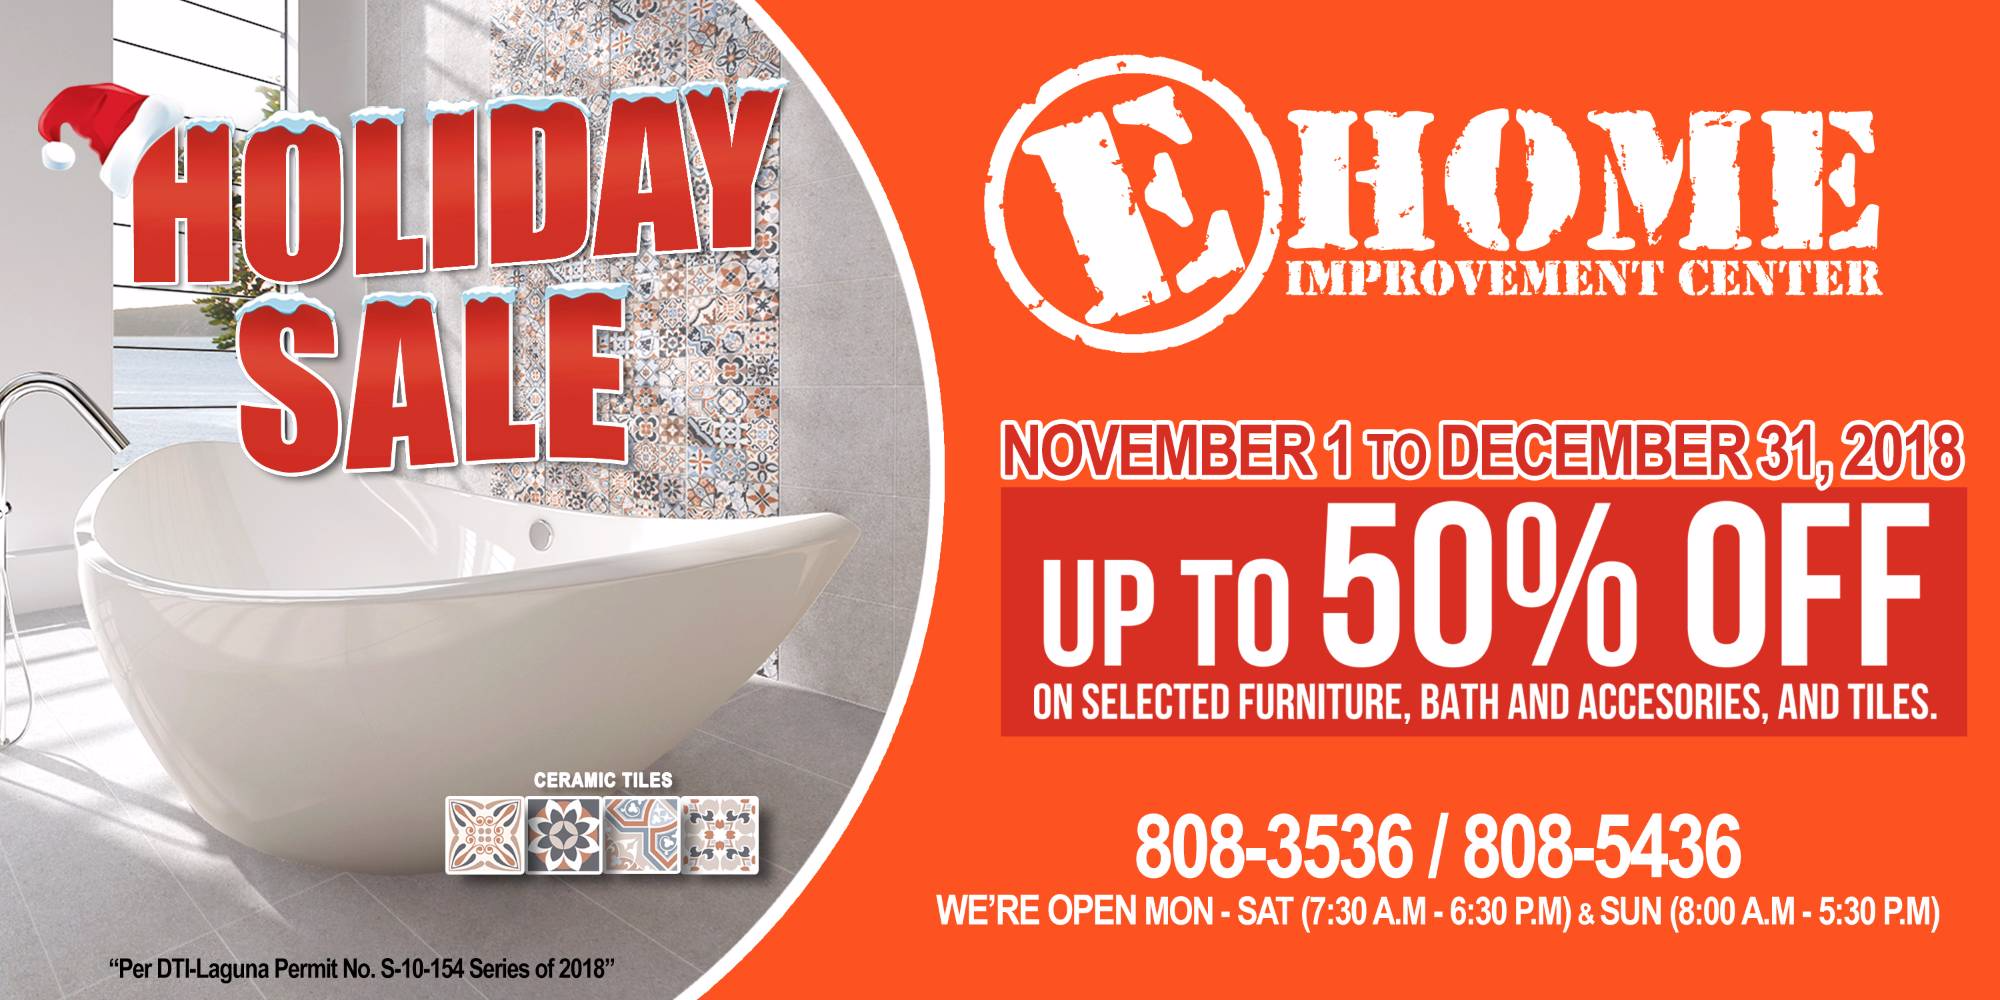 HOLIDAY
SALE
CERAMIC TILES
"Per DTI-Laguna Permit No. S-10-154 Series of 2018"
E HOME
IMPROVEMENT CENTER
NOVEMBER 1 TO DECEMBER 31, 2018
UP TO 50% OFF
ON SELECTED FURNITURE, BATH AND ACCESORIES, AND TILES.
808-3536 / 808-5436
WE'RE OPEN MON - SAT (7:30 A.M - 6:30 P.M) & SUN (8:00 A.M - 5:30 P.M)